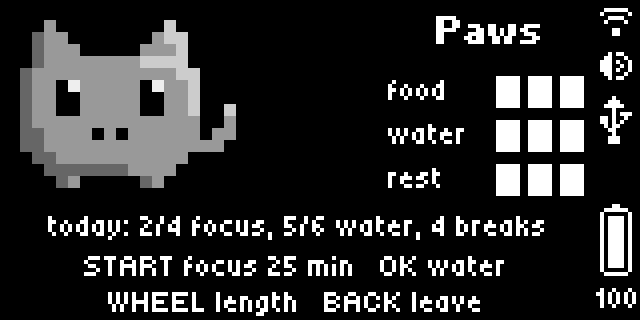 Paws
food
water
rest
today: 2/4 focus, 5/6 water, 4 breaks
START focus 25 min OK water
WHEEL length BACK leave
100